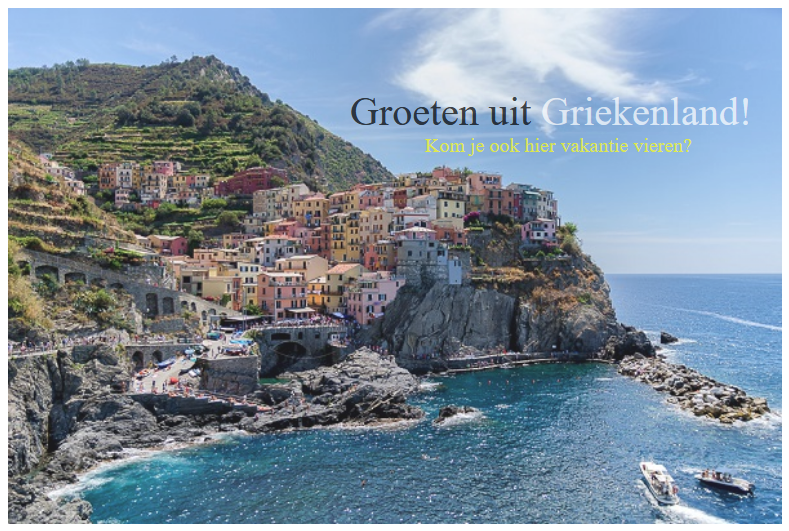 Groeten uit Griekenland!
Kom je ook hier vakantie vieren?